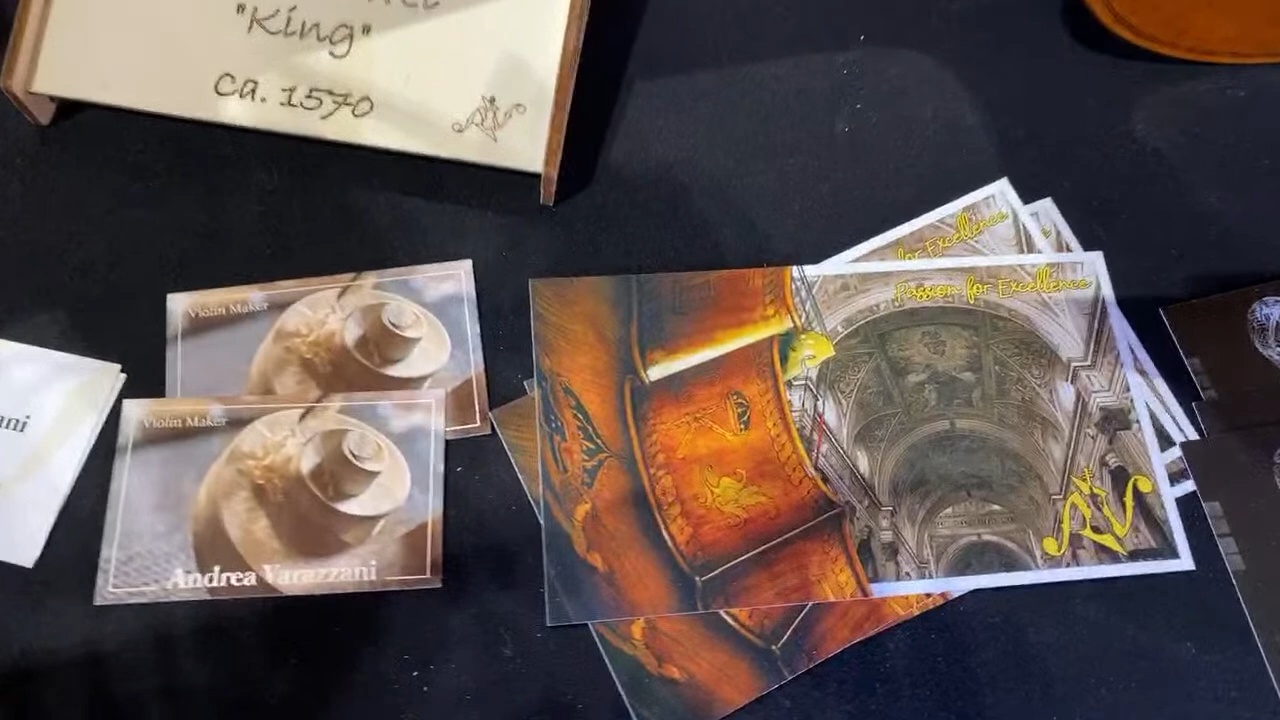 "King"
ca. 1570
for Excellence
Passion for Excellence
Violin Maker
Violin Maker
Andrea Varazzani
ani